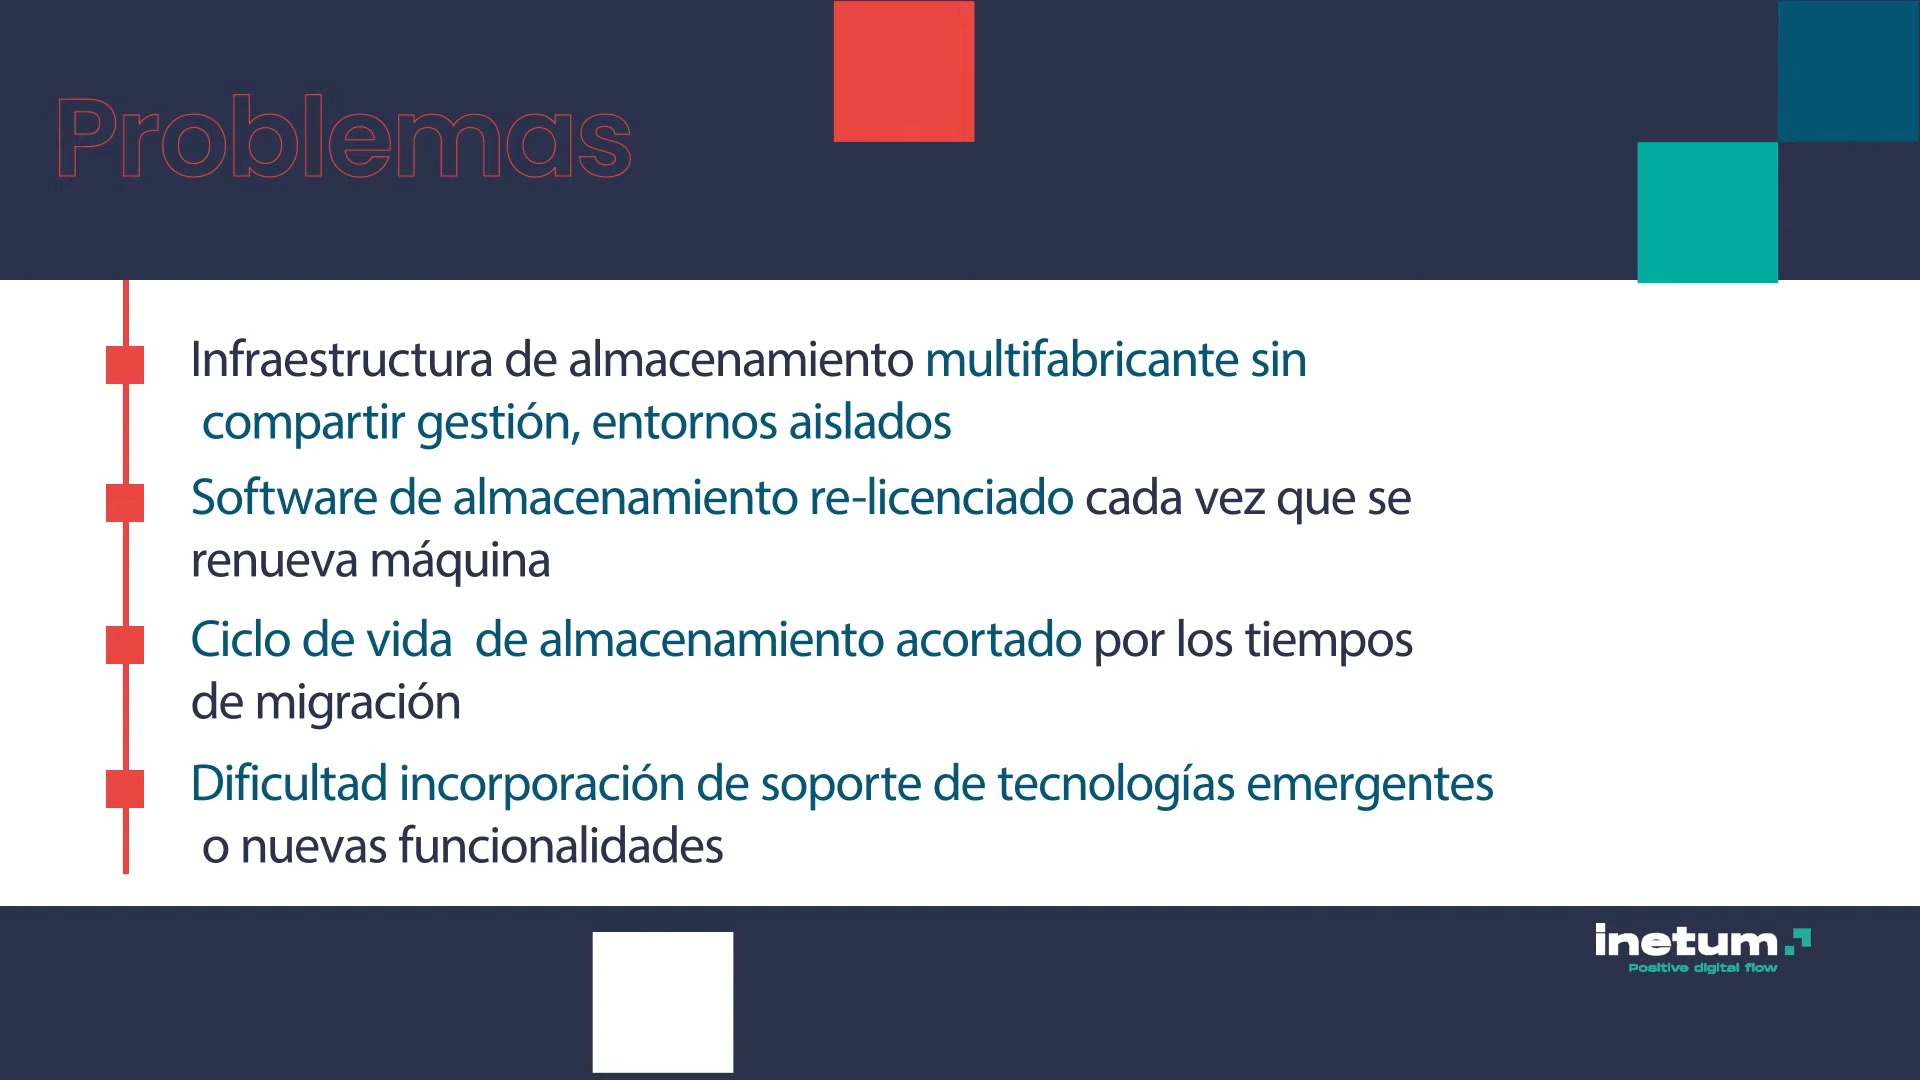 Problemas
Infraestructura de almacenamiento multifabricante sin
compartir gestión, entornos aislados
Software de almacenamiento re-licenciado cada vez que se
renueva máquina
Ciclo de vida de almacenamiento acortado por los tiempos
de migración
Dificultad incorporación de soporte de tecnologías emergentes
o nuevas funcionalidades
inetum
Positive digital flow